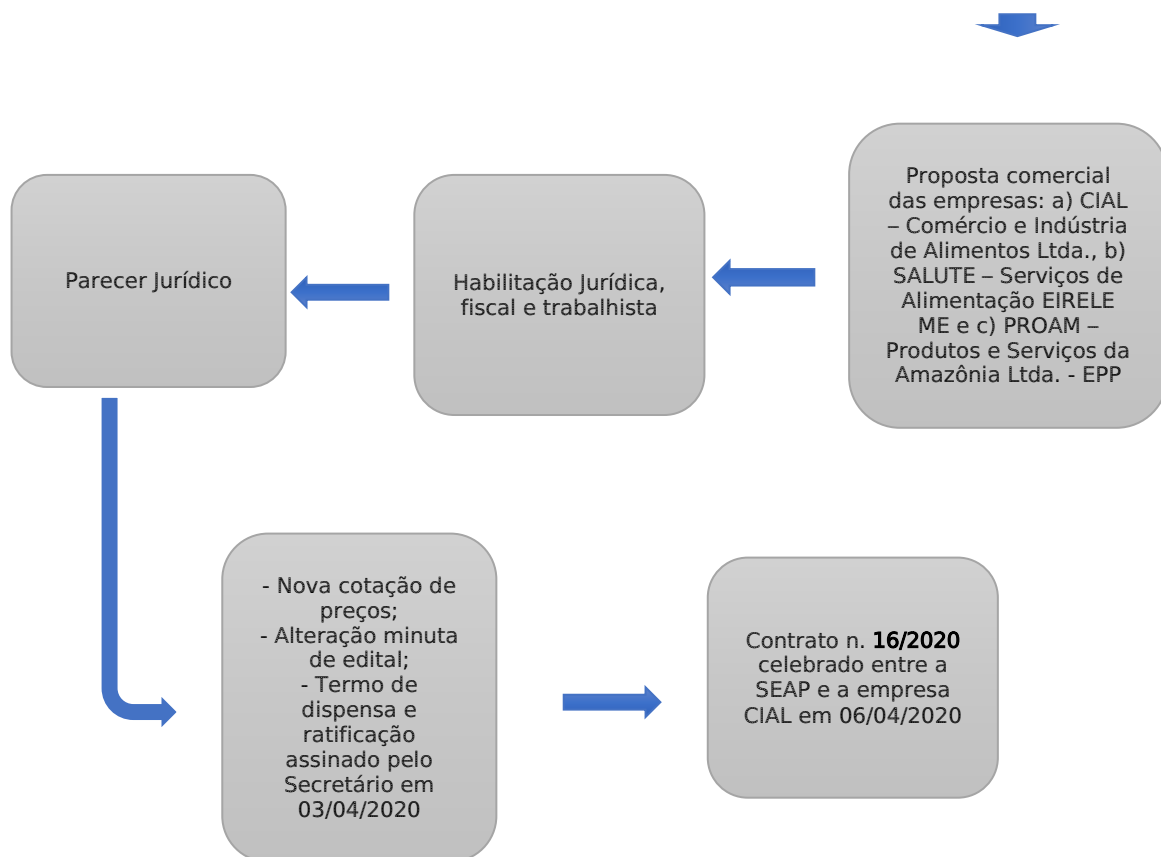 Proposta comercial
das empresas: a) CIAL
– Comércio e Indústria
de Alimentos Ltda., b)
SALUTE – Serviços de
Alimentação EIRELE
ME e c) PROAM –
Produtos e Serviços da
Amazônia Ltda. - EPP
Habilitação Jurídica,
fiscal e trabalhista
Parecer Jurídico
- Nova cotação de
preços;
- Alteração minuta
de edital;
- Termo de
dispensa e
ratificação
assinado pelo
Secretário em
03/04/2020
Contrato n. 16/2020
celebrado entre a
SEAP e a empresa
CIAL em 06/04/2020